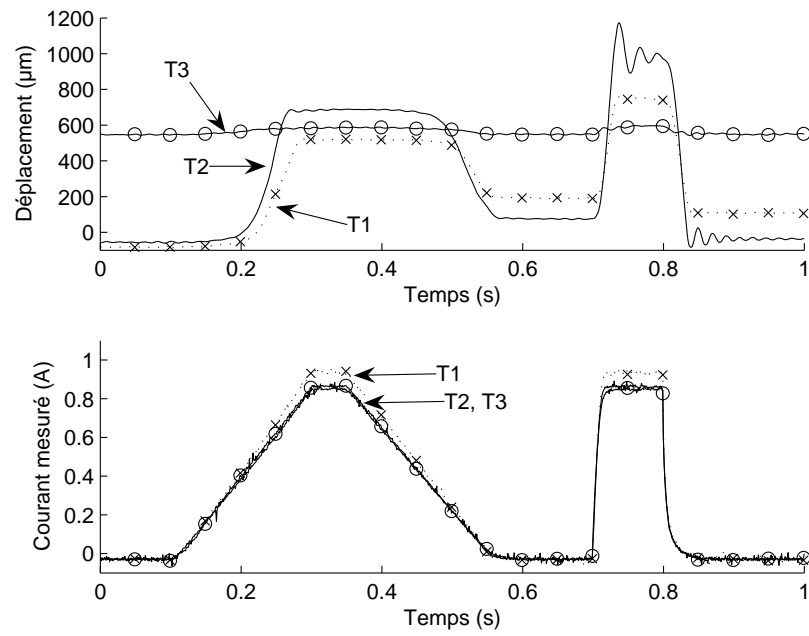 1200
1000
800
600
400
200
0
Déplacement (µm)
T3
T2
T1
0 0.2 0.4 0.6 0.8 1
Temps (s)
1
0.8
0.6
0.4
0.2
0
Courant mesuré (A)
T1
T2, T3
0 0.2 0.4 0.6 0.8 1
Temps (s)